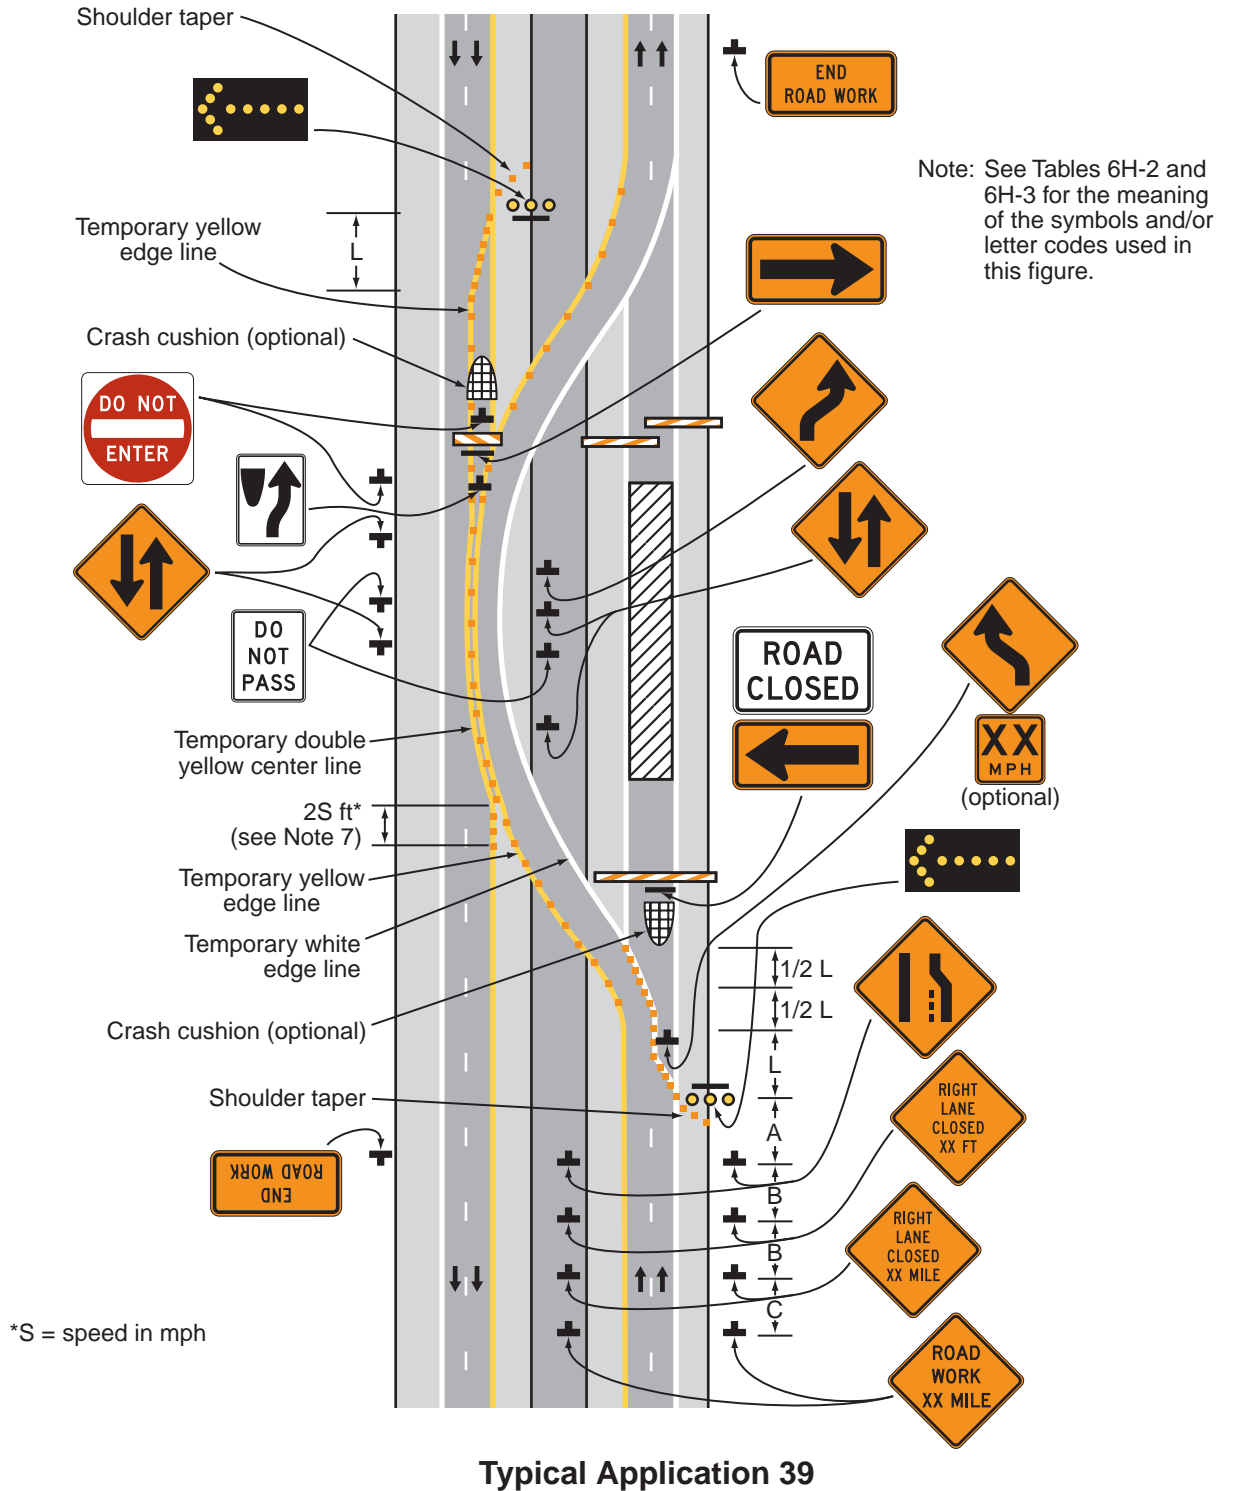 Shoulder taper
END
ROAD WORK
Note: See Tables 6H-2 and
6H-3 for the meaning
of the symbols and/or
letter codes used in
this figure.
Temporary yellow
edge line
L
Crash cushion (optional)
DO NOT
ENTER
DO
NOT
PASS
ROAD
CLOSED
XX
MPH
(optional)
Temporary double
yellow center line
2S ft*
(see Note 7)
Temporary yellow
edge line
Temporary white
edge line
1/2 L
1/2 L
Crash cushion (optional)
L
Shoulder taper
A
RIGHT
LANE
CLOSED
XX FT
END
ROAD WORK
B
B
RIGHT
LANE
CLOSED
XX MILE
C
*S = speed in mph
ROAD
WORK
XX MILE
Typical Application 39